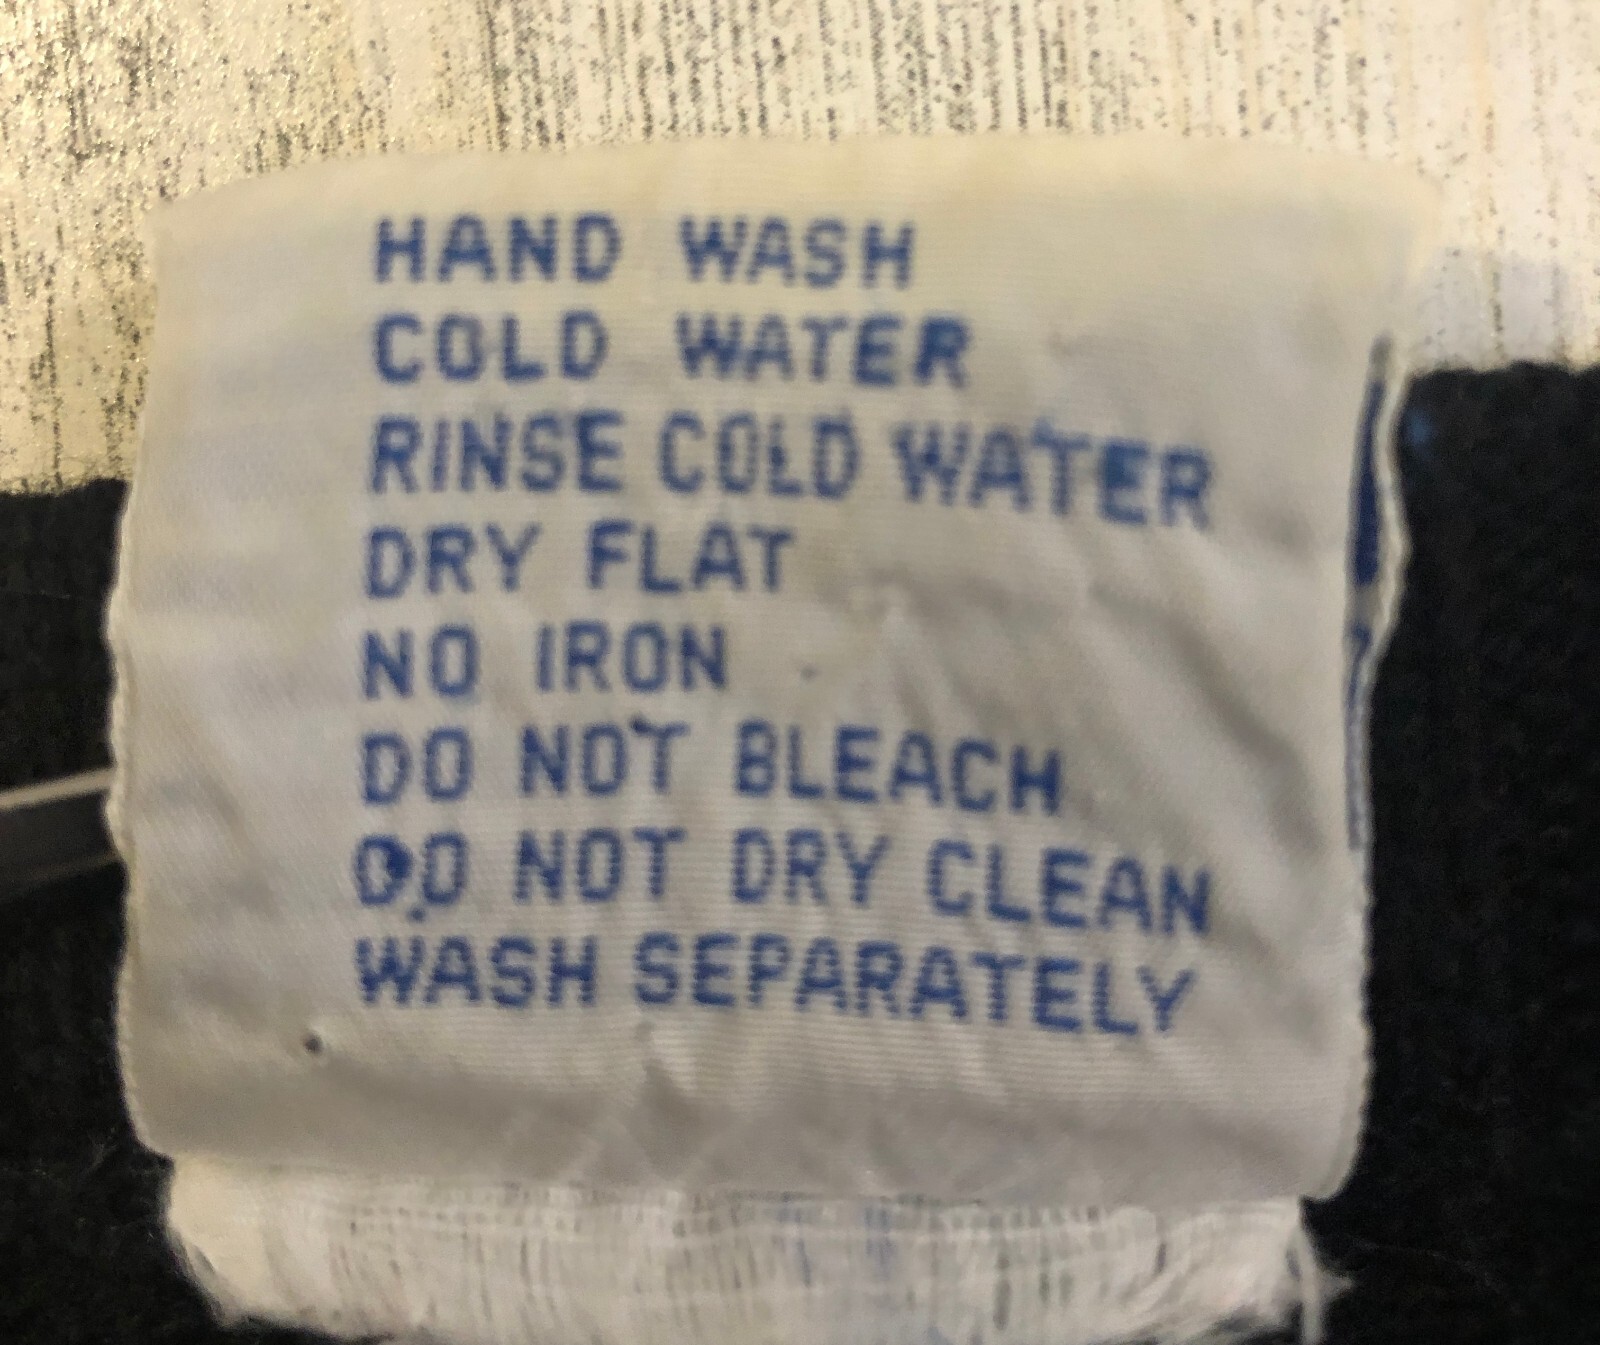 HAND WASH
COLD WATER
RINSE COLD WATER
DRY FLAT
NO IRON
DO NOT BLEACH
DO NOT DRY CLEAN
WASH SEPARATELY